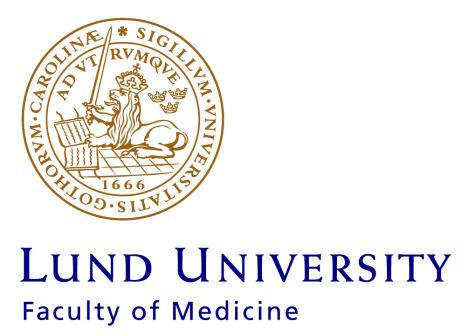 SIGILLVM·VNIVERSITATIS·GOTHORVM·CAROLINÆ
AD VTRVMQVE
1666
LUND UNIVERSITY
Faculty of Medicine